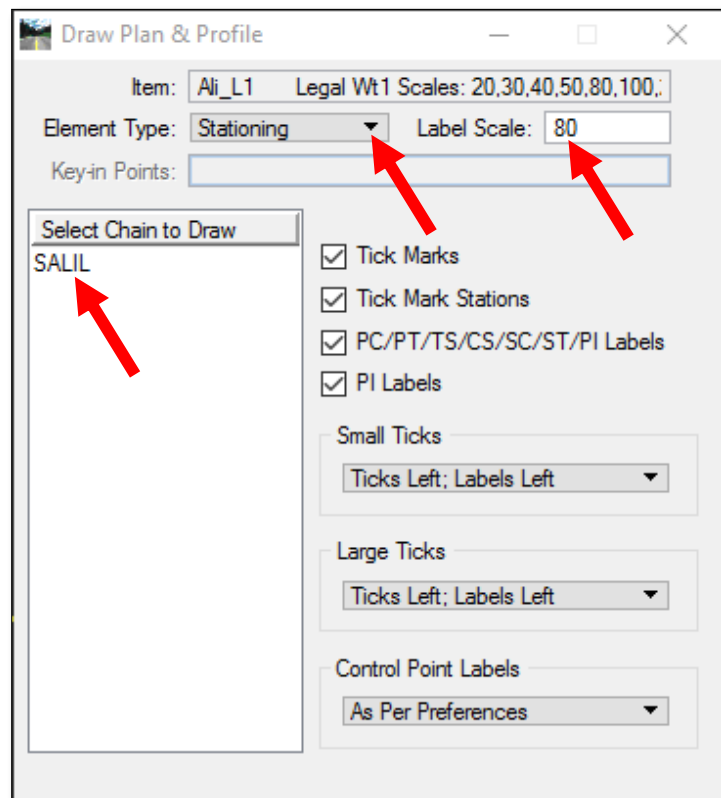 Draw Plan & Profile
Item: Ali_L1 Legal Wt1 Scales: 20,30,40,50,80,100,
Element Type: Stationing Label Scale: 80
Key-in Points:
Select Chain to Draw
SALIL
Tick Marks
Tick Mark Stations
PC/PT/TS/CS/SC/ST/PI Labels
PI Labels
Small Ticks
Ticks Left; Labels Left
Large Ticks
Ticks Left; Labels Left
Control Point Labels
As Per Preferences